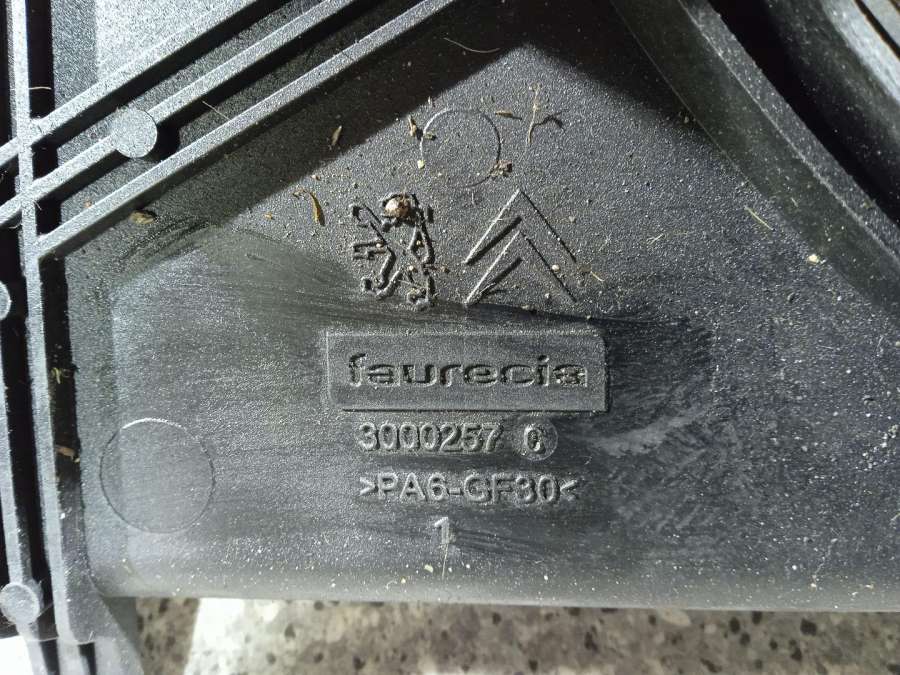 faurecia
3000257 C
>PA6-GF30<
1